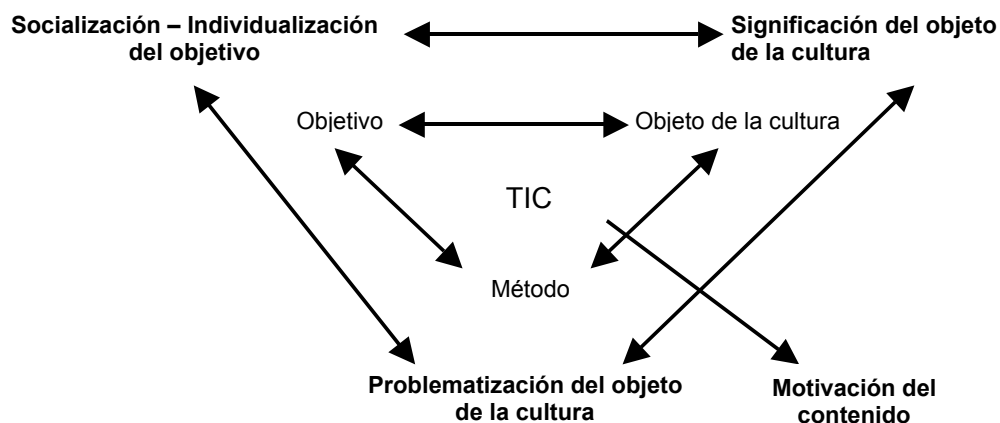 Socialización – Individualización
del objetivo
Significación del objeto
de la cultura
Objetivo
Objeto de la cultura
TIC
Método
Problematización del objeto
de la cultura
Motivación del
contenido